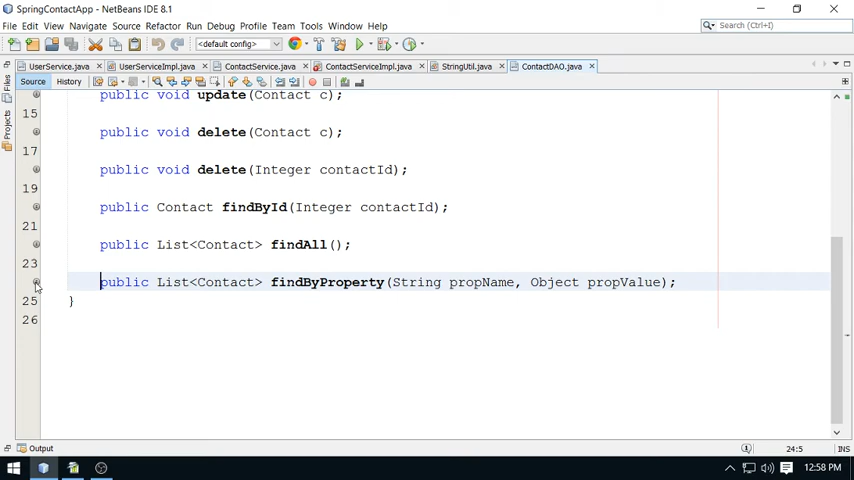 SpringContactApp - NetBeans IDE 8.1
File Edit View Navigate Source Refactor Run Debug Profile Team Tools Window Help
Search (Ctrl+I)
<default config>
UserService.java UserServiceImpl.java ContactService.java ContactServiceImpl.java StringUtil.java ContactDAO.java
Source History
Files
Projects
public void update(Contact c);
15
public void delete(Contact c);
17
public void delete(Integer contactId);
19
public Contact findById(Integer contactId);
21
public List<Contact> findAll();
23
public List<Contact> findByProperty(String propName, Object propValue);
25 }
26
Output
1
24:5
INS
12:58 PM